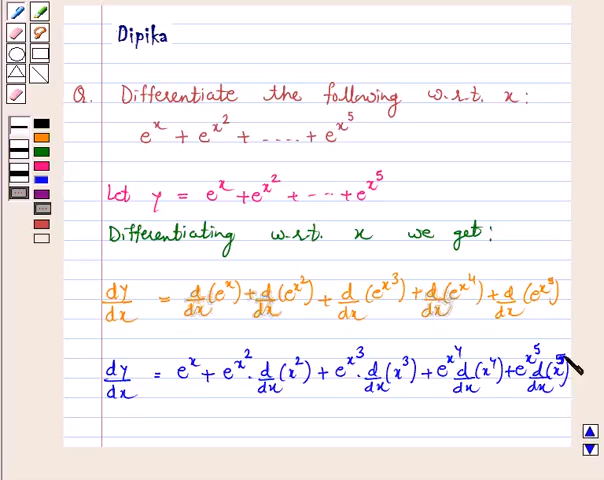 Dipika
Q. Differentiate the following w.r.t. x:
e^x + e^{x^2} + ..... + e^{x^5}
Let y = e^x + e^{x^2} + .... + e^{x^5}
Differentiating w.r.t. x we get:
dy/dx = d/dx(e^x) + d/dx(e^{x^2}) + d/dx(e^{x^3}) + d/dx(e^{x^4}) + d/dx(e^{x^5})
dy/dx = e^x + e^{x^2} . d/dx(x^2) + e^{x^3} . d/dx(x^3) + e^{x^4} d/dx(x^4) + e^{x^5} d/dx(x^5)